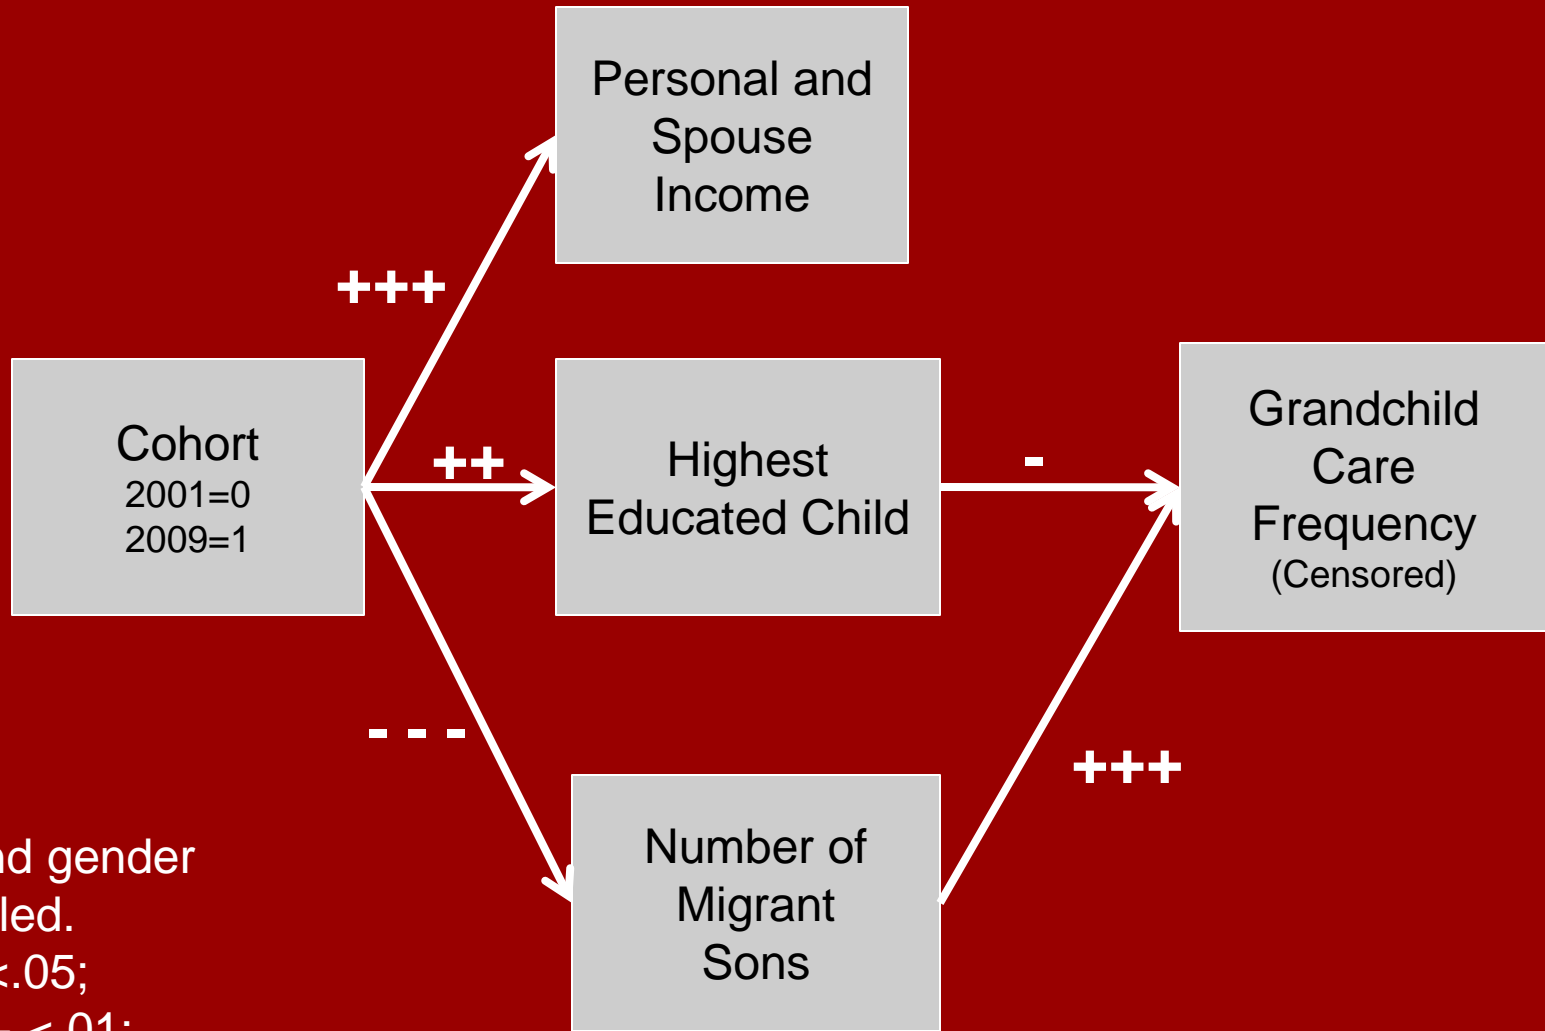 Personal and
Spouse
Income
+++
Cohort
2001=0
2009=1
++
Highest
Educated Child
-
Grandchild
Care
Frequency
(Censored)
- - -
+++
Number of
Migrant
Sons
gender
<.05;
<.01;